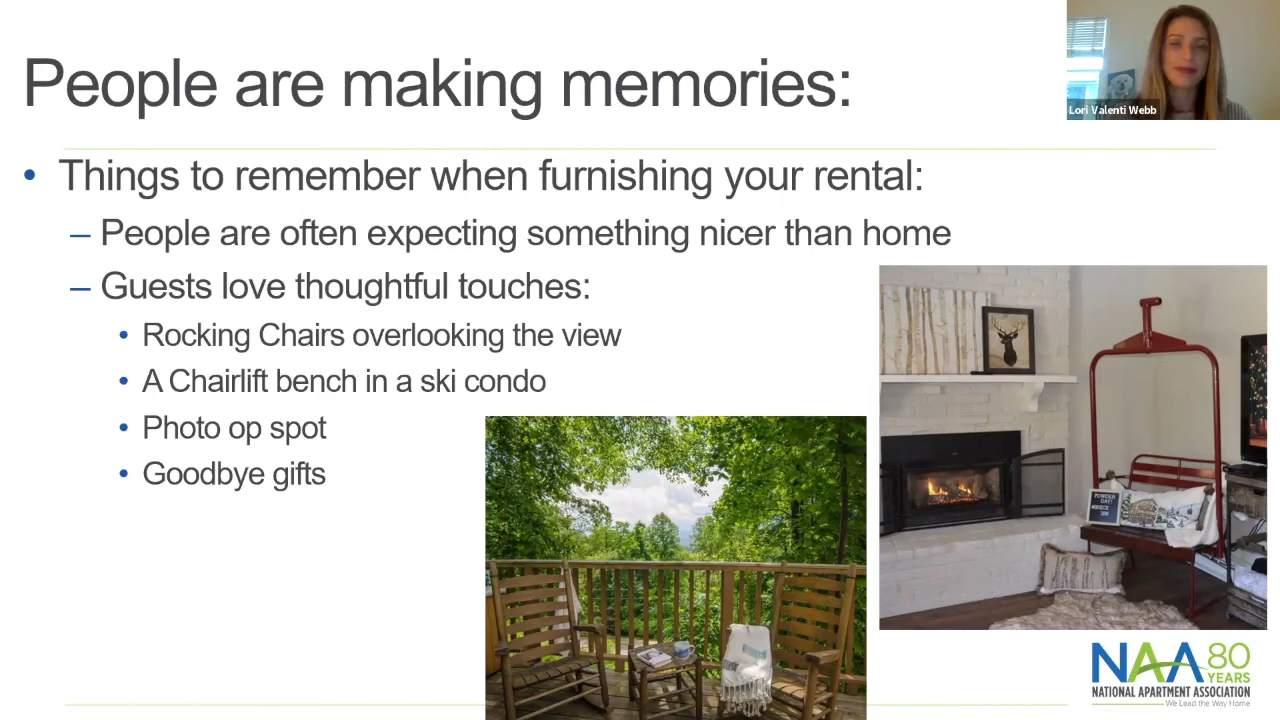 People are making memories:
Lori Valenti Webb
• Things to remember when furnishing your rental:
– People are often expecting something nicer than home
– Guests love thoughtful touches:
• Rocking Chairs overlooking the view
• A Chairlift bench in a ski condo
• Photo op spot
• Goodbye gifts
POWDER
DAY!
NAA 80
YEARS
NATIONAL APARTMENT ASSOCIATION
We Lead the Way Home